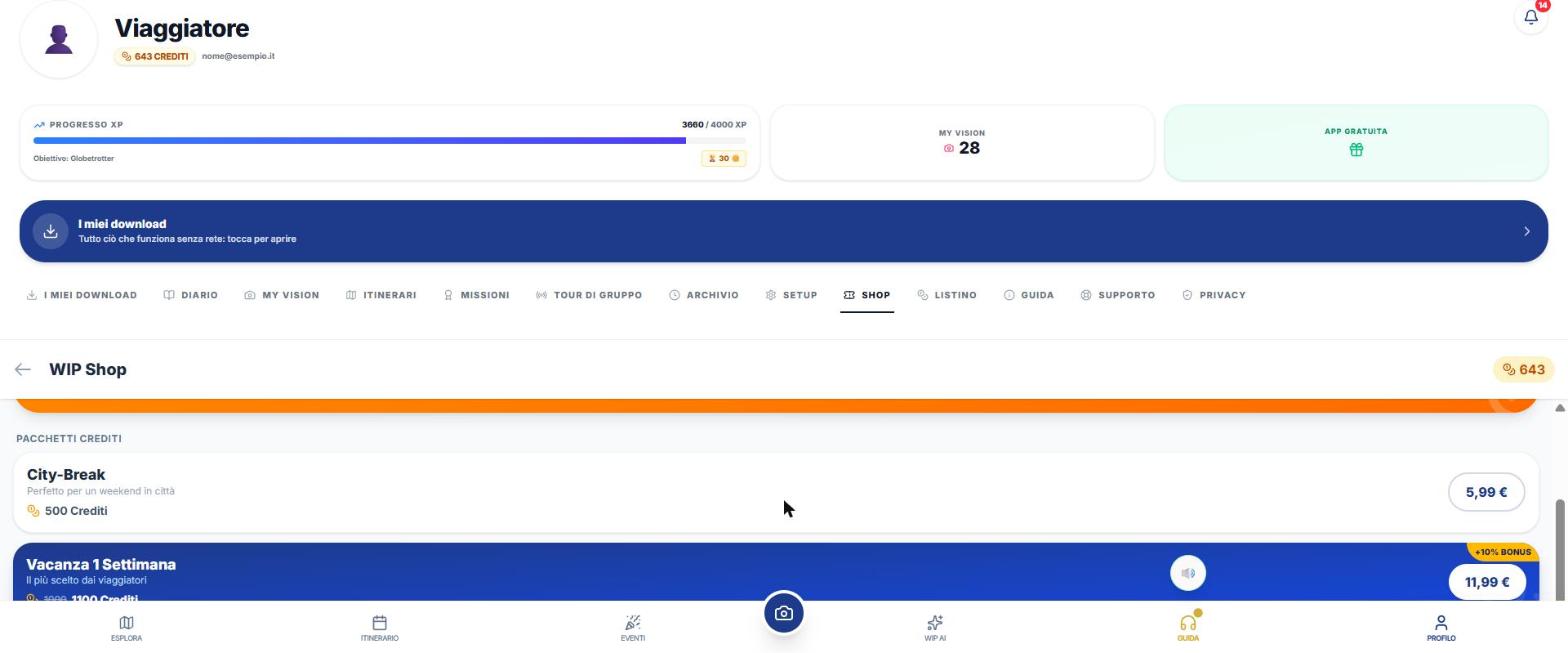 14
Viaggiatore
643 CREDITI nome@esempio.it
PROGRESSO XP 3660 / 4000 XP
Obiettivo: Globetrotter 30
MY VISION
28
APP GRATUITA
I miei download
Tutto ciò che funziona senza rete: tocca per aprire
I MIEI DOWNLOAD DIARIO MY VISION ITINERARI MISSIONI TOUR DI GRUPPO ARCHIVIO SETUP SHOP LISTINO GUIDA SUPPORTO PRIVACY
WIP Shop 643
PACCHETTI CREDITI
City-Break
Perfetto per un weekend in città
500 Crediti
5,99 €
+10% BONUS
Vacanza 1 Settimana
Il più scelto dai viaggiatori
1000 1100 Crediti
11,99 €
ESPLORA ITINERARIO EVENTI WIP AI GUIDA PROFILO